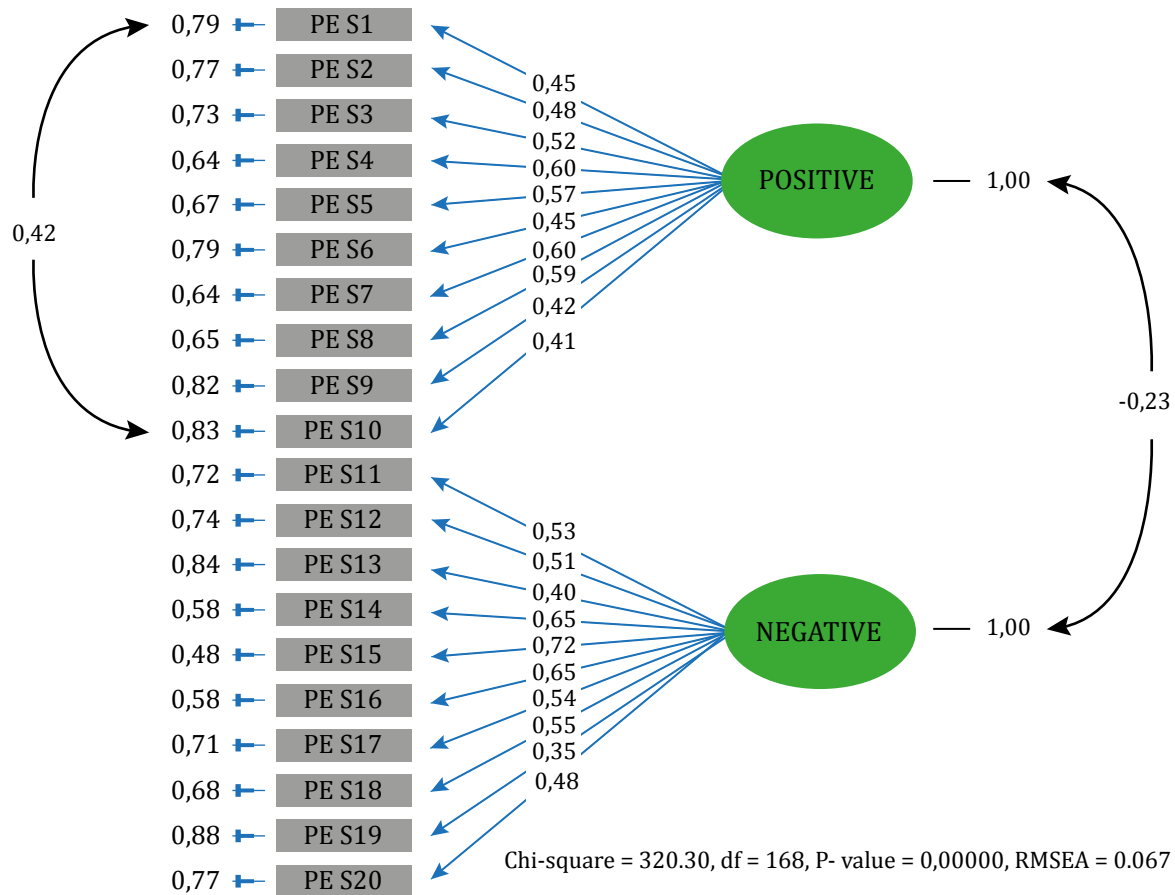 0,79 PE S1
0,77 PE S2
0,73 PE S3
0,64 PE S4
0,67 PE S5
0,79 PE S6
0,64 PE S7
0,65 PE S8
0,82 PE S9
0,83 PE S10
0,72 PE S11
0,74 PE S12
0,84 PE S13
0,58 PE S14
0,48 PE S15
0,58 PE S16
0,71 PE S17
0,68 PE S18
0,88 PE S19
0,77 PE S20
0,42
0,45
0,48
0,52
0,60
0,57
0,45
0,60
0,59
0,42
0,41
POSITIVE
1,00
0,53
0,51
0,40
0,65
0,72
0,65
0,54
0,55
0,35
0,48
NEGATIVE
1,00
-0,23
Chi-square = 320.30, df = 168, P- value = 0,00000, RMSEA = 0.067